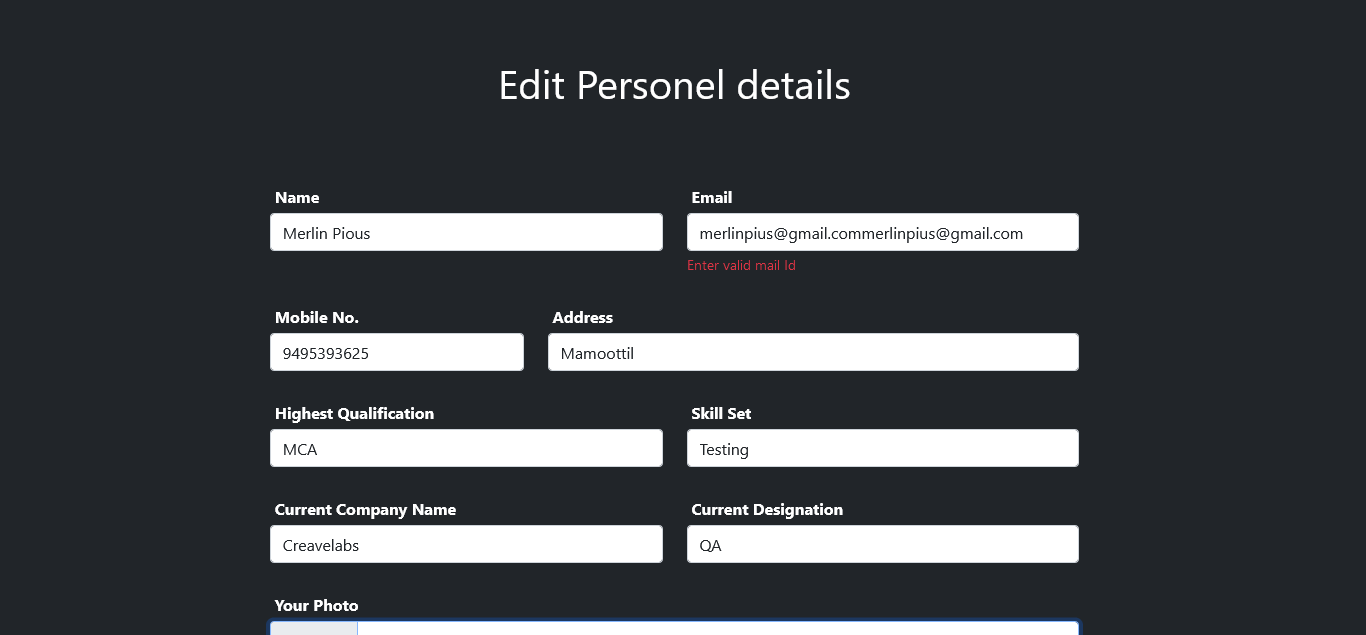 Edit Personel details
Name
Email
Merlin Pious
merlinpius@gmail.commerlinpius@gmail.com
Enter valid mail Id
Mobile No.
Address
9495393625
Mamoottil
Highest Qualification
Skill Set
MCA
Testing
Current Company Name
Current Designation
Creavelabs
QA
Your Photo